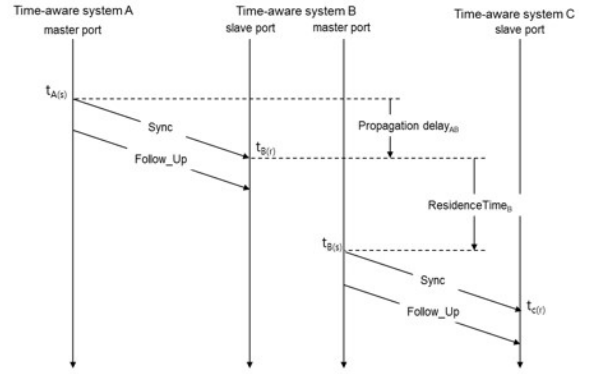 Time-aware system A
master port
Time-aware system B
slave port
master port
Time-aware system C
slave port
tA(s)
Sync
Propagation delayAB
tB(r)
Follow_Up
ResidenceTimeB
tB(s)
Sync
tc(r)
Follow_Up